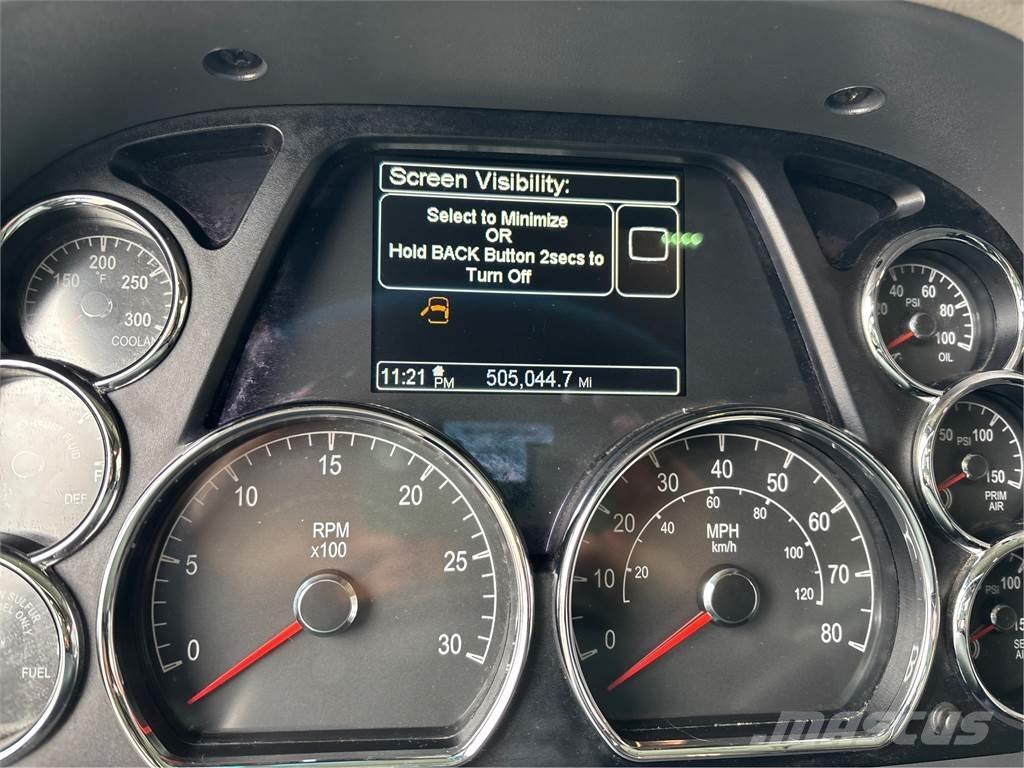 Screen Visibility:
Select to Minimize
OR
Hold BACK Button 2secs to
Turn Off
11:21 PM 505,044.7 Mi
150 200 250 300
°F
COOLAN
DEF
FUEL
0 5 10 15 20 25 30
RPM
x100
0 10 20 30 40 50 60 70 80
20 40 60 80 100 120
MPH
km/h
40 60 80 100
PSI
OIL
50 100 150
PSI
PRIM
AIR
100
PSI
mascus